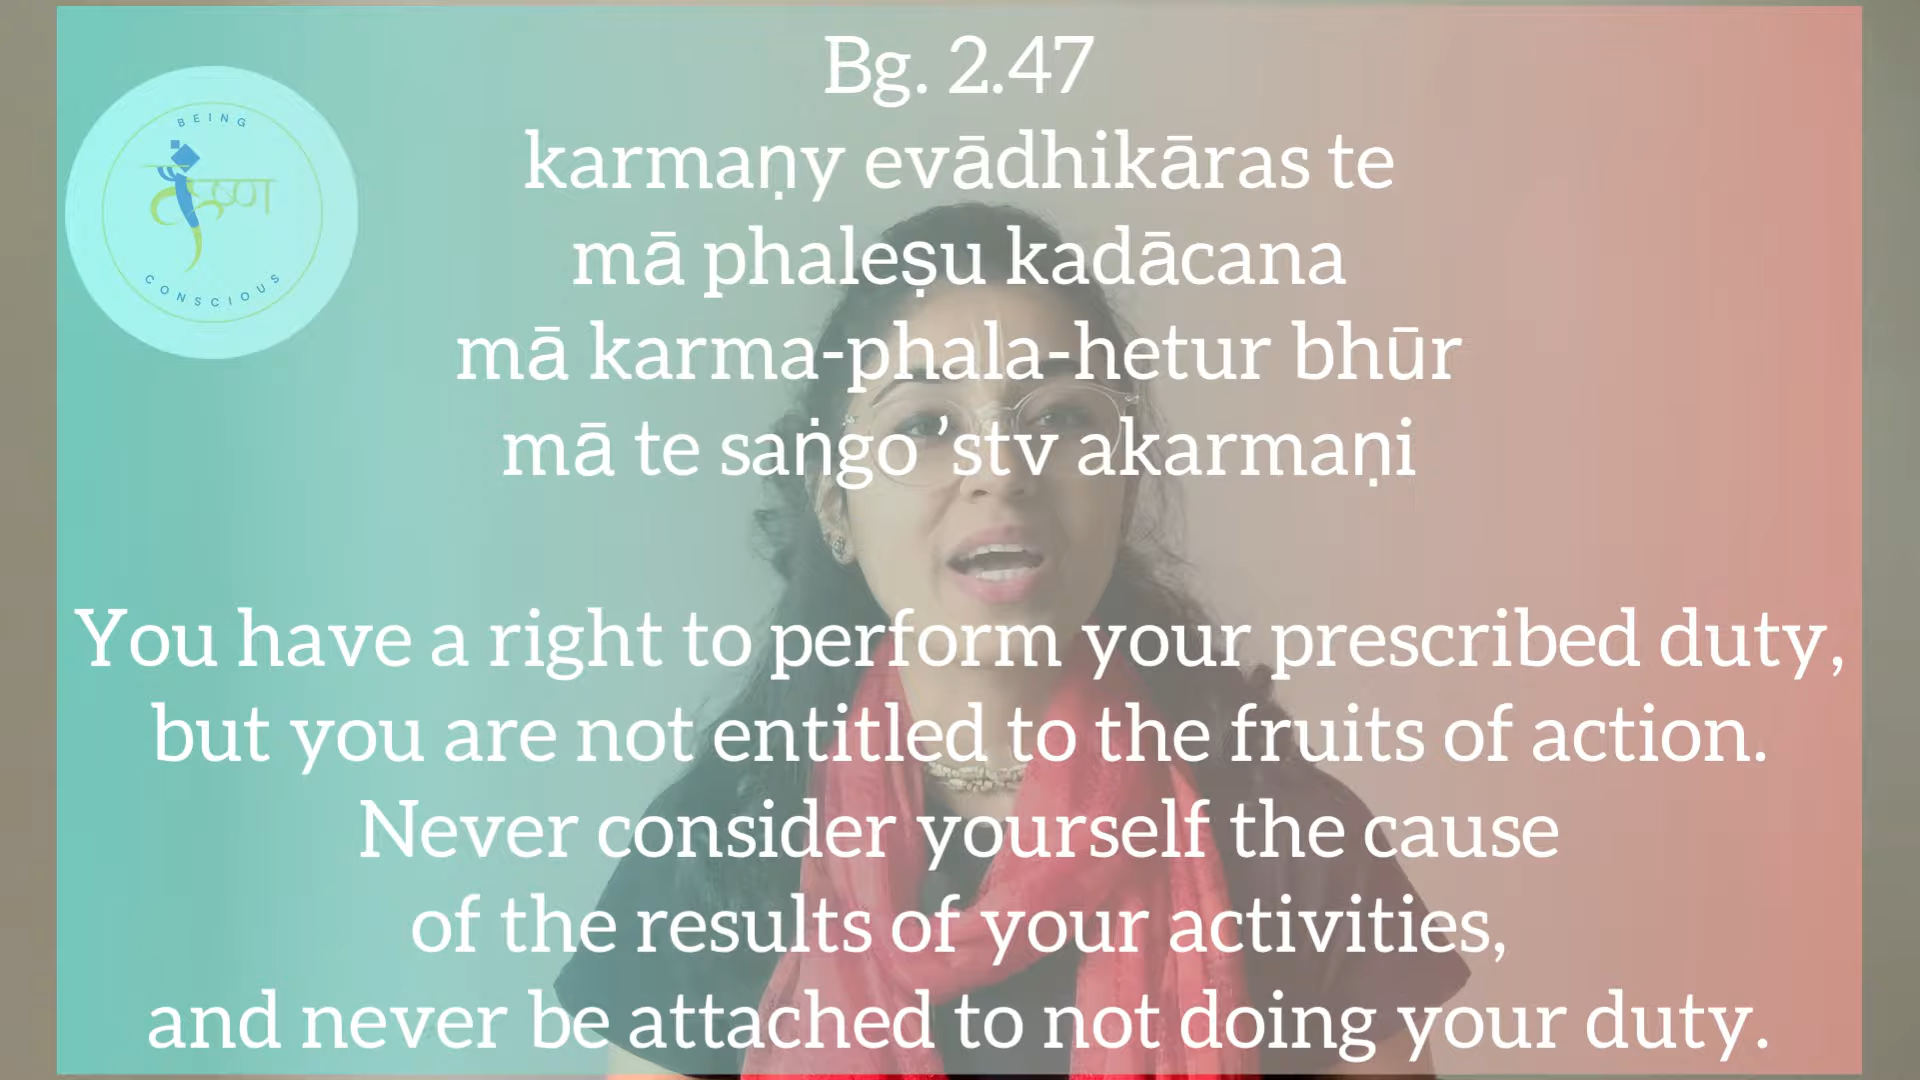 Bg. 2.47
karmaṇy evādhikāras te
mā phaleṣu kadācana
mā karma-phala-hetur bhūr
mā te saṅgo ’stv akarmaṇi
BEING
कृष्ण
CONSCIOUS
You have a right to perform your prescribed duty,
but you are not entitled to the fruits of action.
Never consider yourself the cause
of the results of your activities,
and never be attached to not doing your duty.